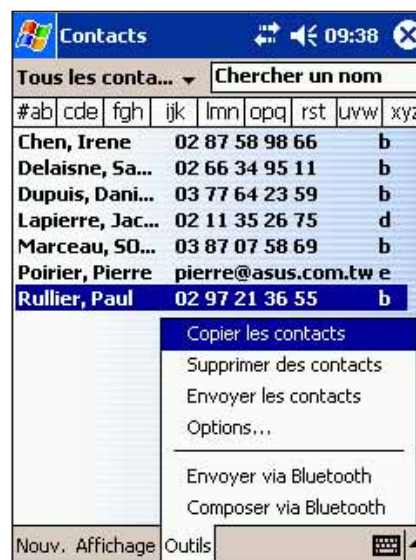 Contacts 09:38
Tous les conta... Chercher un nom
#ab cde fgh ijk lmn opq rst uvw xyz
Chen, Irene 02 87 58 98 66 b
Delaisne, Sa... 02 66 34 95 11 b
Dupuis, Dani... 03 77 64 23 59 b
Lapierre, Jac... 02 11 35 26 75 d
Marceau, SO... 03 87 07 58 69 b
Poirier, Pierre pierre@asus.com.tw e
Rullier, Paul 02 97 21 36 55 b
Copier les contacts
Supprimer des contacts
Envoyer les contacts
Options...
Envoyer via Bluetooth
Composer via Bluetooth
Nouv. Affichage Outils